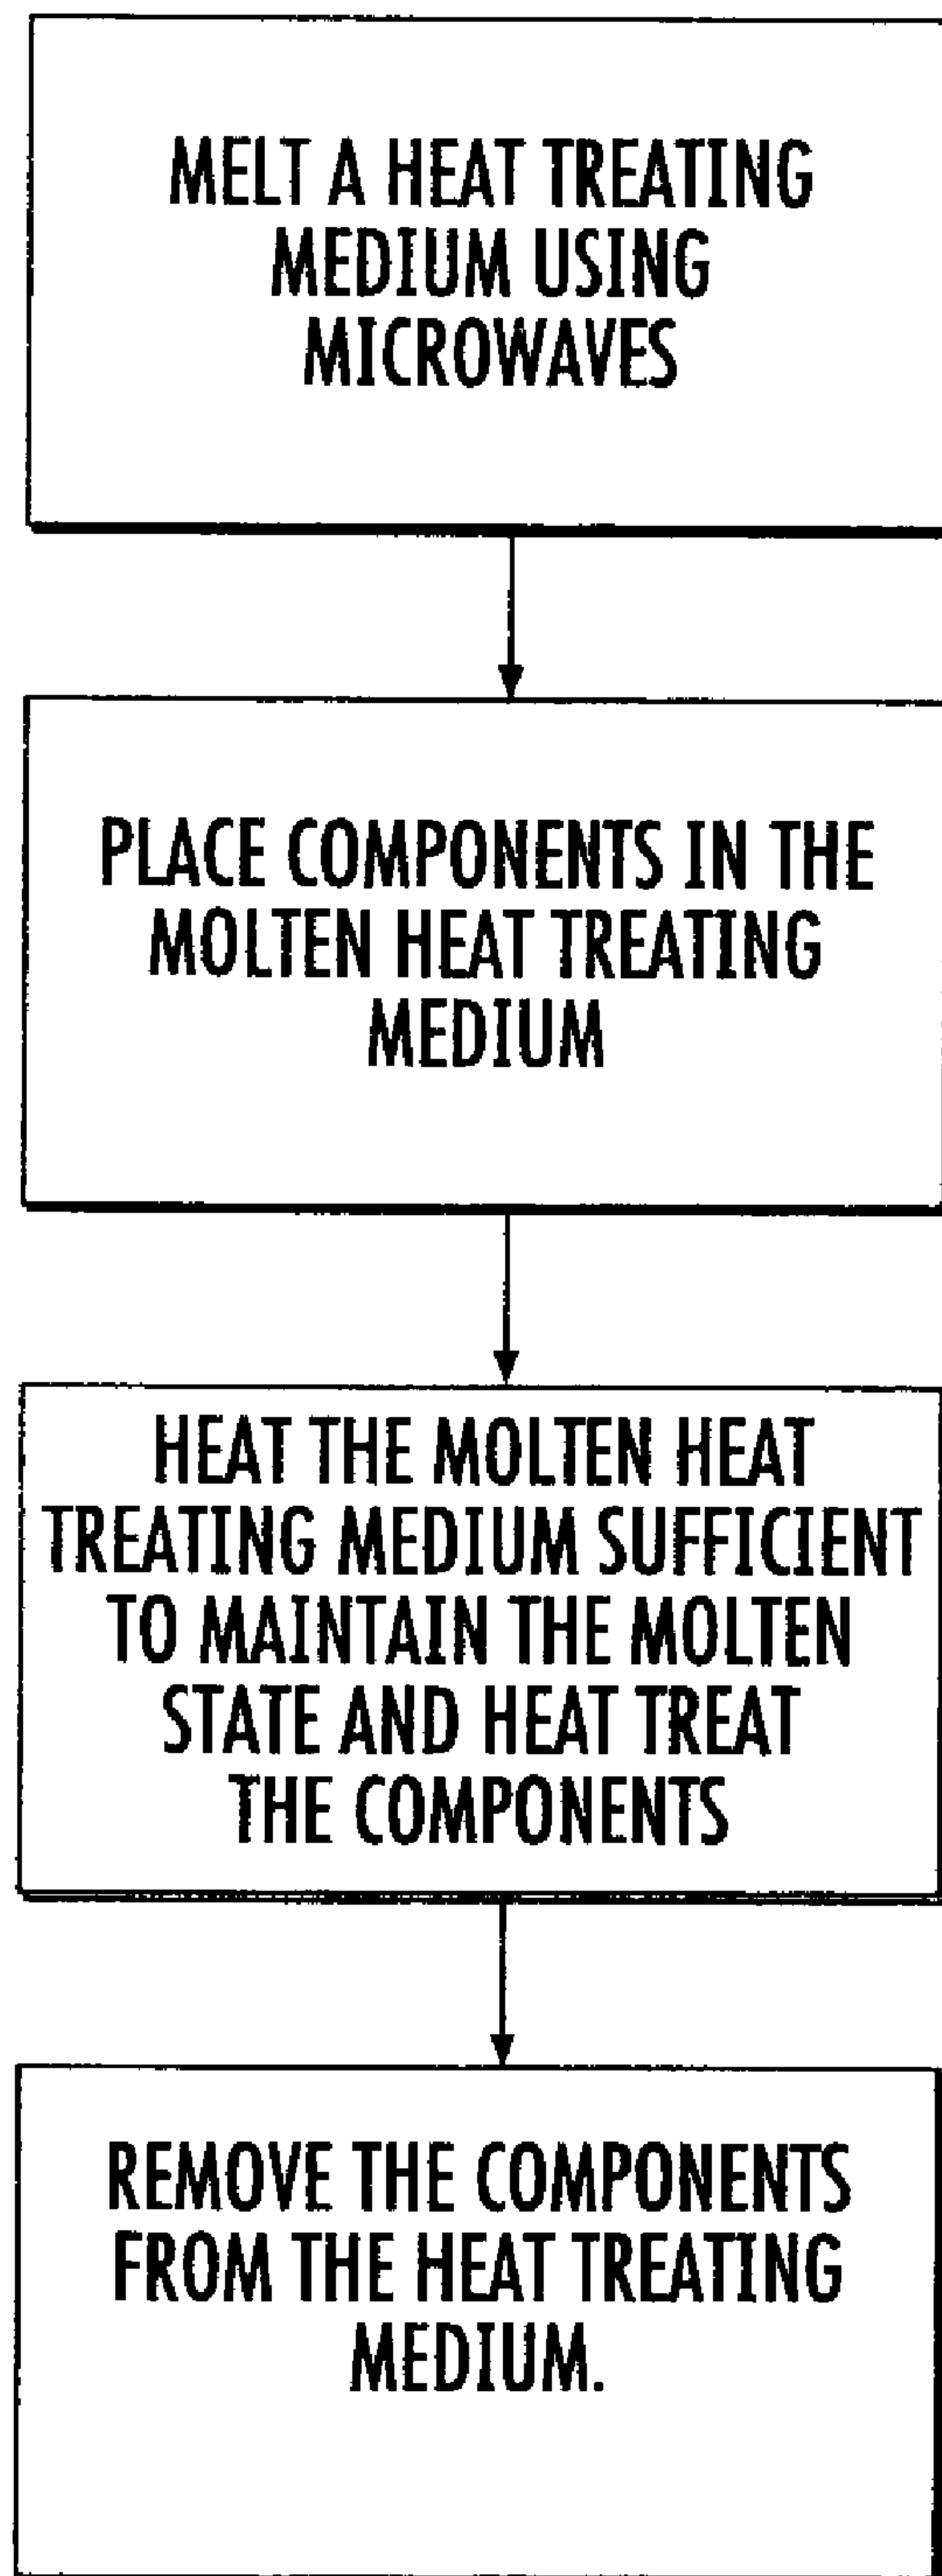 MELT A HEAT TREATING
MEDIUM USING
MICROWAVES
PLACE COMPONENTS IN THE
MOLTEN HEAT TREATING
MEDIUM
HEAT THE MOLTEN HEAT
TREATING MEDIUM SUFFICIENT
TO MAINTAIN THE MOLTEN
STATE AND HEAT TREAT
THE COMPONENTS
REMOVE THE COMPONENTS
FROM THE HEAT TREATING
MEDIUM.